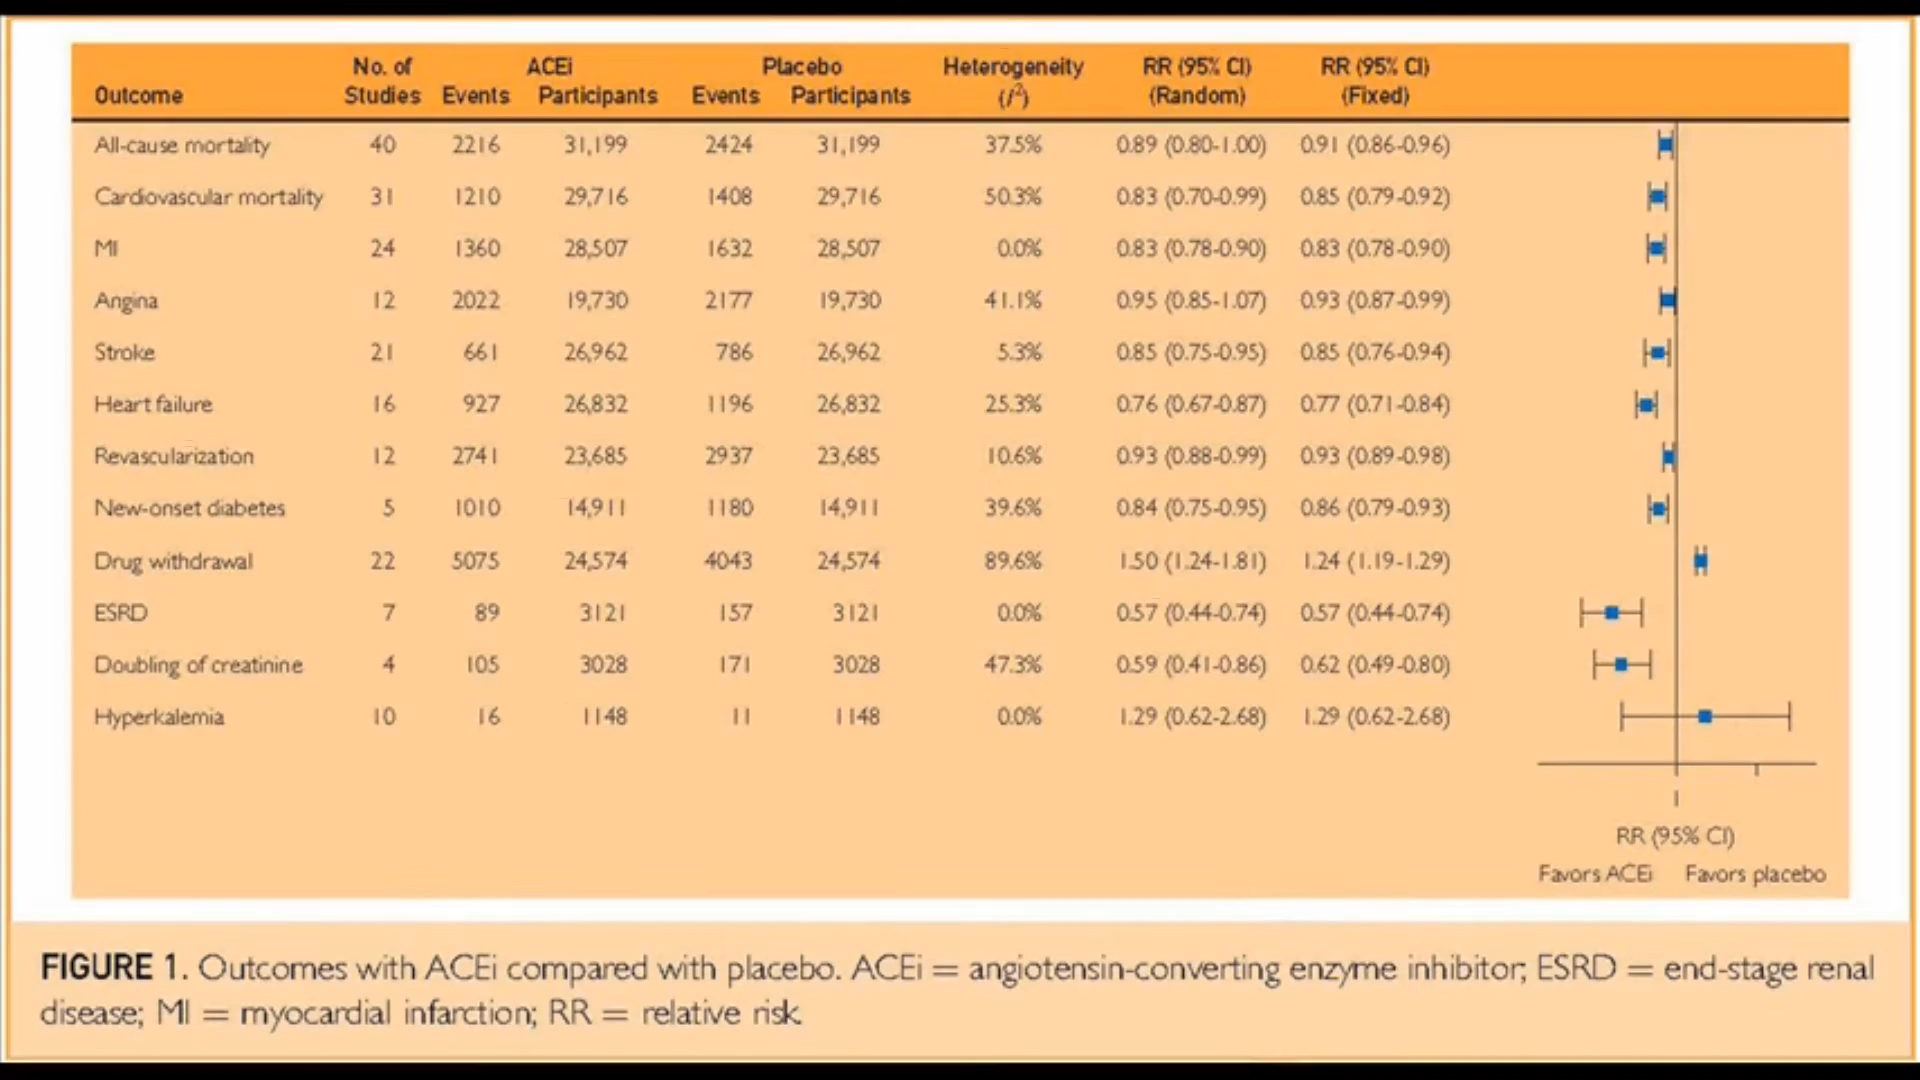 No. of ACEi Placebo Heterogeneity RR (95% CI) RR (95% CI)
Outcome Studies Events Participants Events Participants (I²) (Random) (Fixed)
All-cause mortality 40 2216 31,199 2424 31,199 37.5% 0.89 (0.80-1.00) 0.91 (0.86-0.96)
Cardiovascular mortality 31 1210 29,716 1408 29,716 50.3% 0.83 (0.70-0.99) 0.85 (0.79-0.92)
MI 24 1360 28,507 1632 28,507 0.0% 0.83 (0.78-0.90) 0.83 (0.78-0.90)
Angina 12 2022 19,730 2177 19,730 41.1% 0.95 (0.85-1.07) 0.93 (0.87-0.99)
Stroke 21 661 26,962 786 26,962 5.3% 0.85 (0.75-0.95) 0.85 (0.76-0.94)
Heart failure 16 927 26,832 1196 26,832 25.3% 0.76 (0.67-0.87) 0.77 (0.71-0.84)
Revascularization 12 2741 23,685 2937 23,685 10.6% 0.93 (0.88-0.99) 0.93 (0.89-0.98)
New-onset diabetes 5 1010 14,911 1180 14,911 39.6% 0.84 (0.75-0.95) 0.86 (0.79-0.93)
Drug withdrawal 22 5075 24,574 4043 24,574 89.6% 1.50 (1.24-1.81) 1.24 (1.19-1.29)
ESRD 7 89 3121 157 3121 0.0% 0.57 (0.44-0.74) 0.57 (0.44-0.74)
Doubling of creatinine 4 105 3028 171 3028 47.3% 0.59 (0.41-0.86) 0.62 (0.49-0.80)
Hyperkalemia 10 16 1148 11 1148 0.0% 1.29 (0.62-2.68) 1.29 (0.62-2.68)
1
RR (95% CI)
Favors ACEi Favors placebo
FIGURE 1. Outcomes with ACEi compared with placebo. ACEi = angiotensin-converting enzyme inhibitor; ESRD = end-stage renal
disease; MI = myocardial infarction; RR = relative risk.